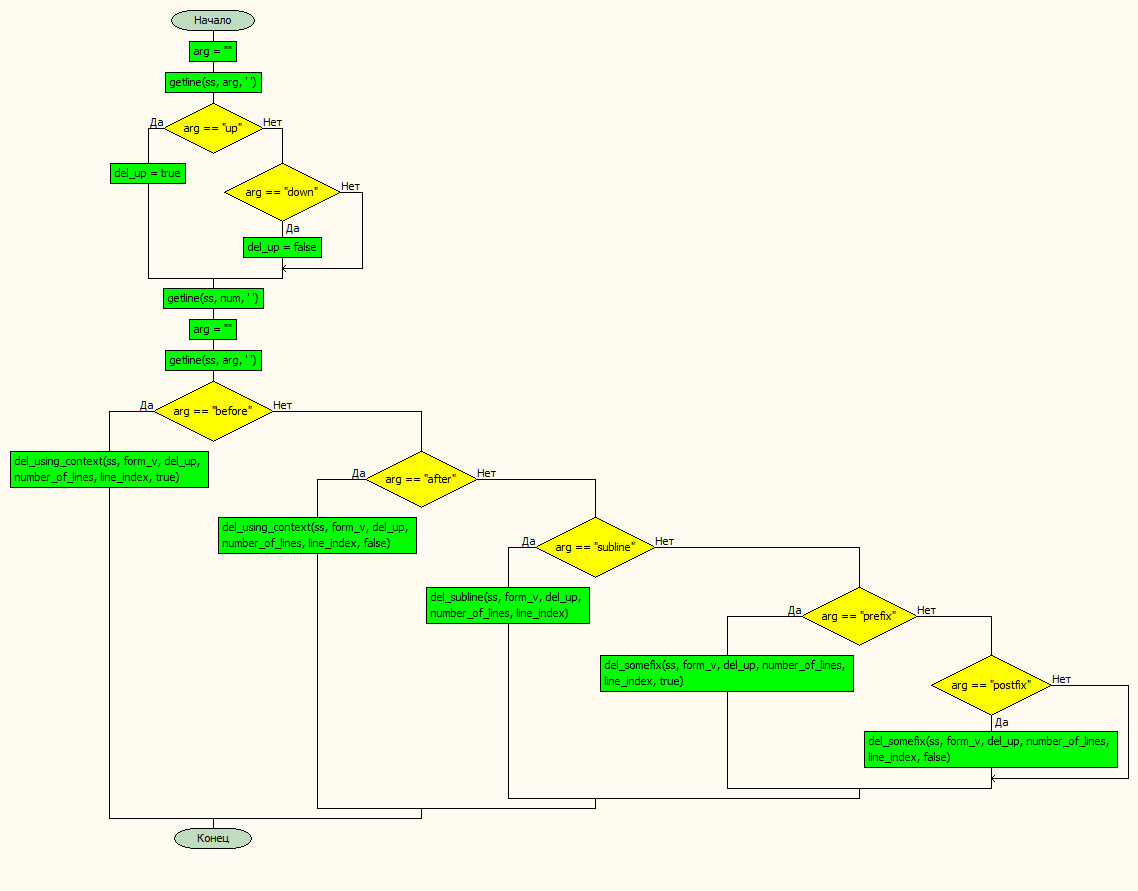 Начало
arg = ""
getline(ss, arg, ' ')
Да
arg == "up"
Нет
del_up = true
arg == "down"
Нет
Да
del_up = false
getline(ss, num, ' ')
arg = ""
getline(ss, arg, ' ')
Да
arg == "before"
Нет
del_using_context(ss, form_v, del_up,
number_of_lines, line_index, true)
Да
arg == "after"
Нет
del_using_context(ss, form_v, del_up,
number_of_lines, line_index, false)
Да
arg == "subline"
Нет
del_subline(ss, form_v, del_up,
number_of_lines, line_index)
Да
arg == "prefix"
Нет
del_somefix(ss, form_v, del_up, number_of_lines,
line_index, true)
arg == "postfix"
Нет
Да
del_somefix(ss, form_v, del_up, number_of_lines,
line_index, false)
Конец